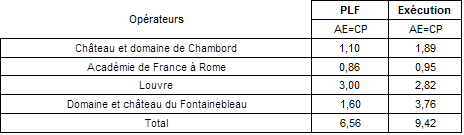 Opérateurs PLF Exécution
AE=CP AE=CP
Château et domaine de Chambord 1,10 1,89
Académie de France à Rome 0,86 0,95
Louvre 3,00 2,82
Domaine et château du Fontainebleau 1,60 3,76
Total 6,56 9,42